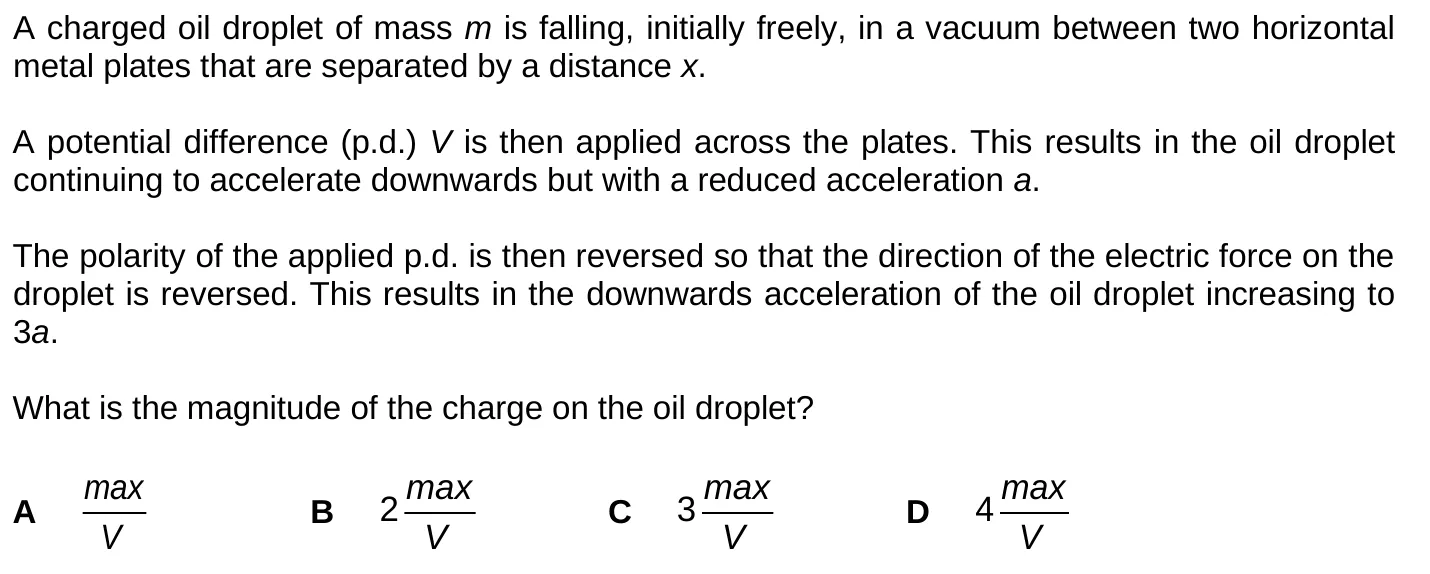 A charged oil droplet of mass m is falling, initially freely, in a vacuum between two horizontal
metal plates that are separated by a distance x.
A potential difference (p.d.) V is then applied across the plates. This results in the oil droplet
continuing to accelerate downwards but with a reduced acceleration a.
The polarity of the applied p.d. is then reversed so that the direction of the electric force on the
droplet is reversed. This results in the downwards acceleration of the oil droplet increasing to
3a.
What is the magnitude of the charge on the oil droplet?
A max/V B 2 max/V C 3 max/V D 4 max/V